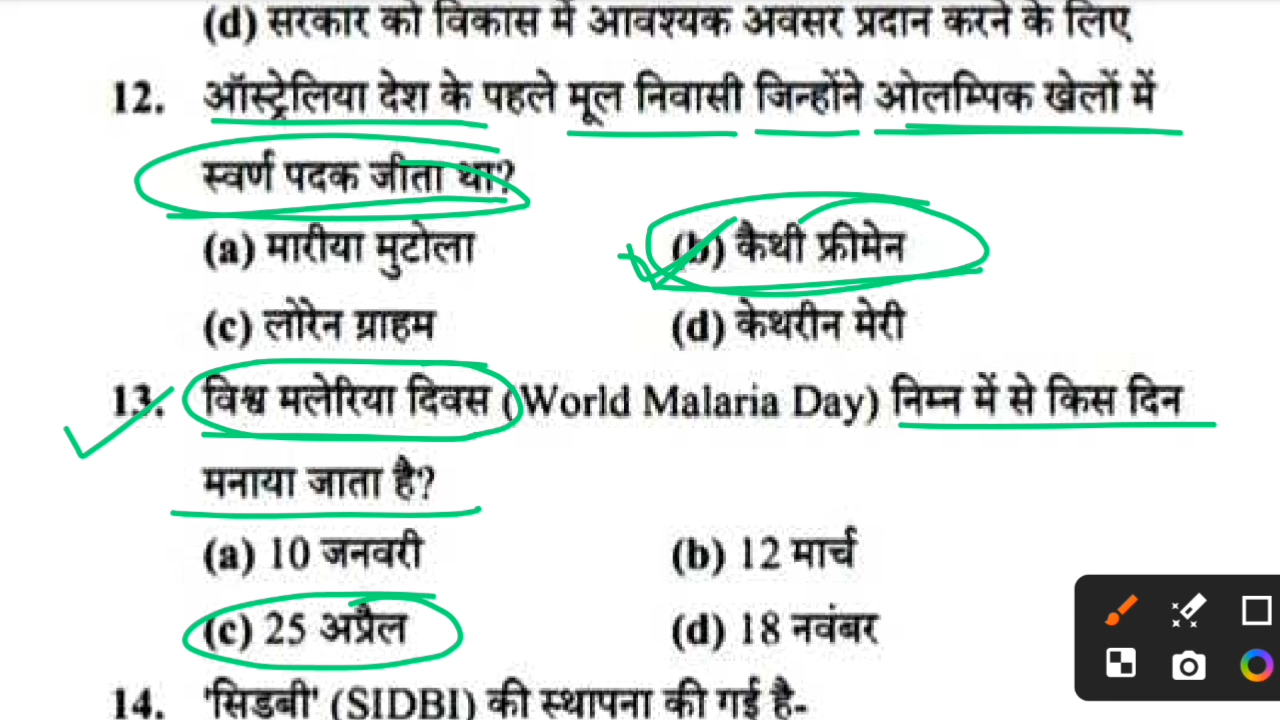 (d) सरकार को विकास में आवश्यक अवसर प्रदान करने के लिए
12. ऑस्ट्रेलिया देश के पहले मूल निवासी जिन्होंने ओलम्पिक खेलों में
स्वर्ण पदक जीता था?
(a) मारीया मुटोला (b) कैथी फ्रीमेन
(c) लोरेन ग्राहम (d) केथरीन मेरी
13. विश्व मलेरिया दिवस (World Malaria Day) निम्न में से किस दिन
मनाया जाता है?
(a) 10 जनवरी (b) 12 मार्च
(c) 25 अप्रैल (d) 18 नवंबर
14. 'सिडबी' (SIDBI) की स्थापना की गई है-